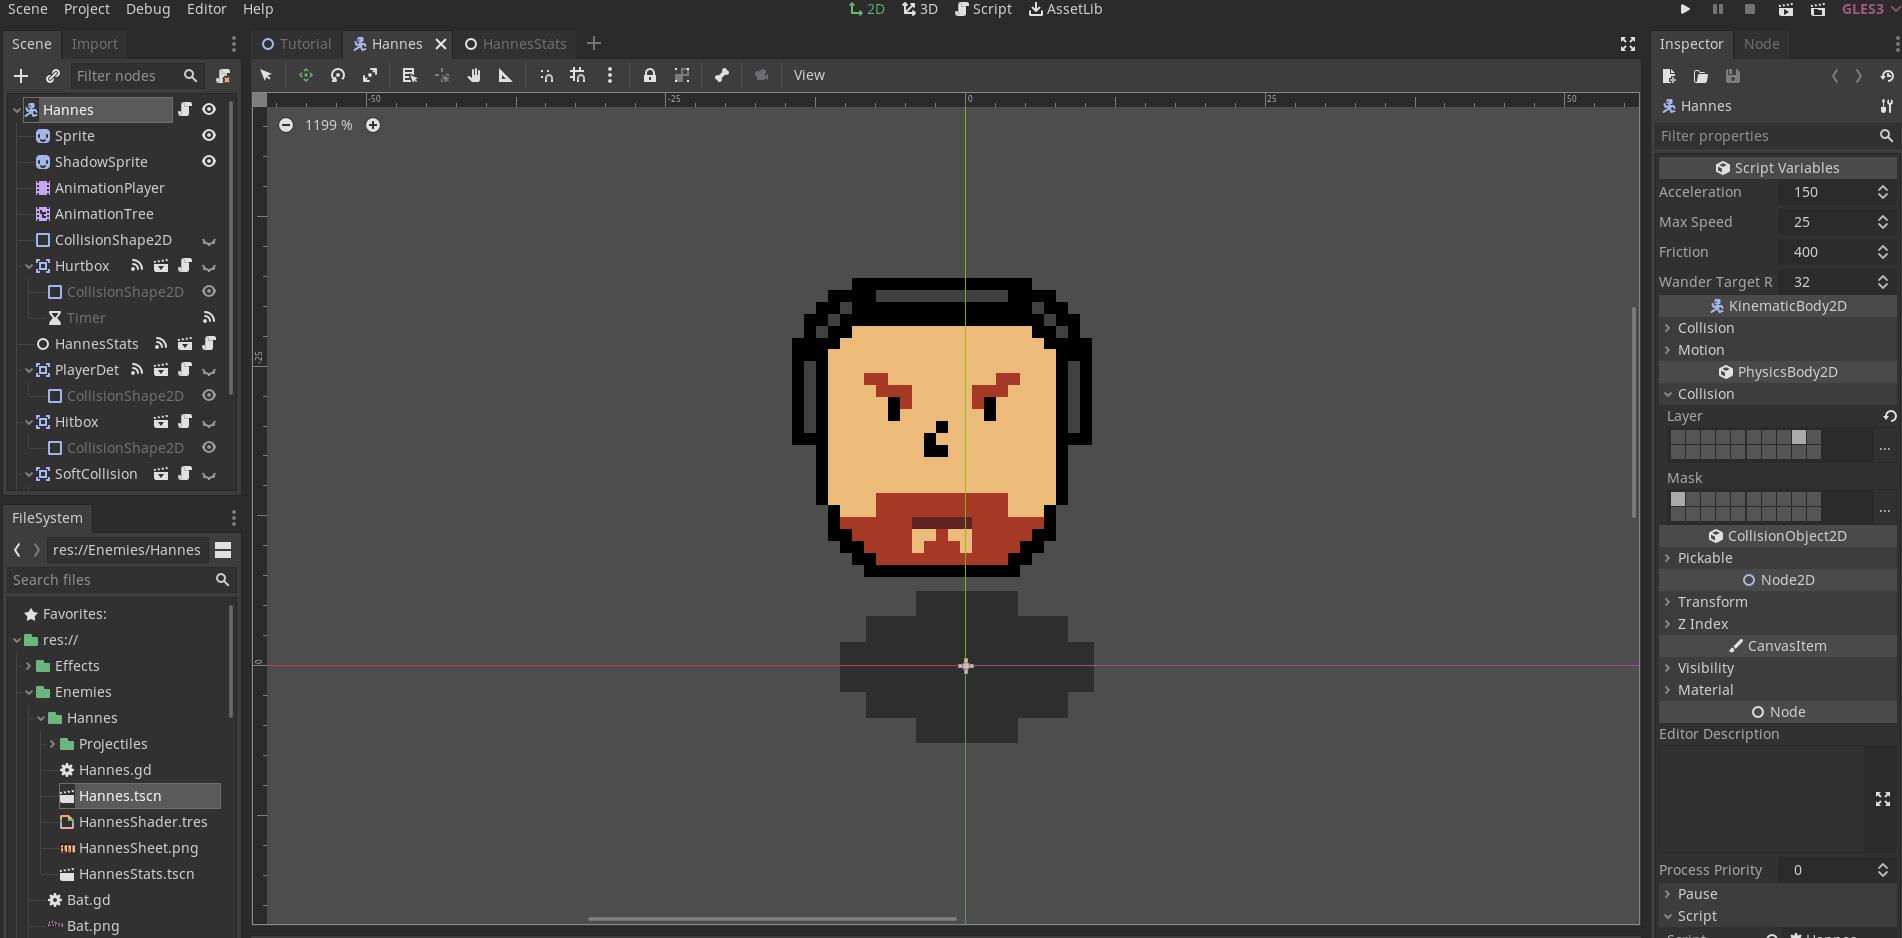 Scene Project Debug Editor Help
2D 3D Script AssetLib
GLES3
Scene Import
Filter nodes
Hannes
Sprite
ShadowSprite
AnimationPlayer
AnimationTree
CollisionShape2D
Hurtbox
CollisionShape2D
Timer
HannesStats
PlayerDet
CollisionShape2D
Hitbox
CollisionShape2D
SoftCollision
FileSystem
res://Enemies/Hannes
Search files
Favorites:
res://
Effects
Enemies
Hannes
Projectiles
Hannes.gd
Hannes.tscn
HannesShader.tres
HannesSheet.png
HannesStats.tscn
Bat.gd
Bat.png
Tutorial Hannes HannesStats
View
-50 -25 0 25 50
1199 %
-25
0
Inspector Node
Hannes
Filter properties
Script Variables
Acceleration 150
Max Speed 25
Friction 400
Wander Target R 32
KinematicBody2D
Collision
Motion
PhysicsBody2D
Collision
Layer
...
Mask
...
CollisionObject2D
Pickable
Node2D
Transform
Z Index
CanvasItem
Visibility
Material
Node
Editor Description
Process Priority 0
Pause
Script
Script Hannes